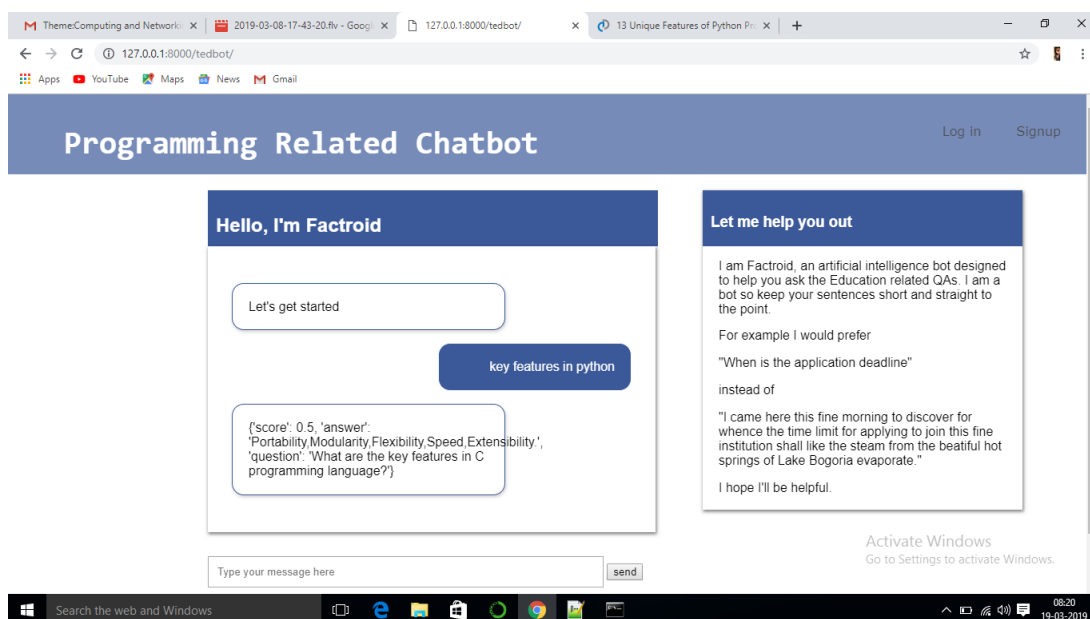 Theme:Computing and Network
2019-03-08-17-43-20.flv - Googl
127.0.0.1:8000/tedbot/
13 Unique Features of Python Pr
127.0.0.1:8000/tedbot/
Apps YouTube Maps News Gmail
Programming Related Chatbot
Log in Signup
Hello, I'm Factroid
Let's get started
key features in python
{'score': 0.5, 'answer':
'Portability,Modularity,Flexibility,Speed,Extensibility.',
'question': 'What are the key features in C
programming language?'}
Type your message here
send
Let me help you out
I am Factroid, an artificial intelligence bot designed
to help you ask the Education related QAs. I am a
bot so keep your sentences short and straight to
the point.
For example I would prefer
"When is the application deadline"
instead of
"I came here this fine morning to discover for
whence the time limit for applying to join this fine
institution shall like the steam from the beatiful hot
springs of Lake Bogoria evaporate."
I hope I'll be helpful.
Activate Windows
Go to Settings to activate Windows.
Search the web and Windows
08:20
19-03-2019